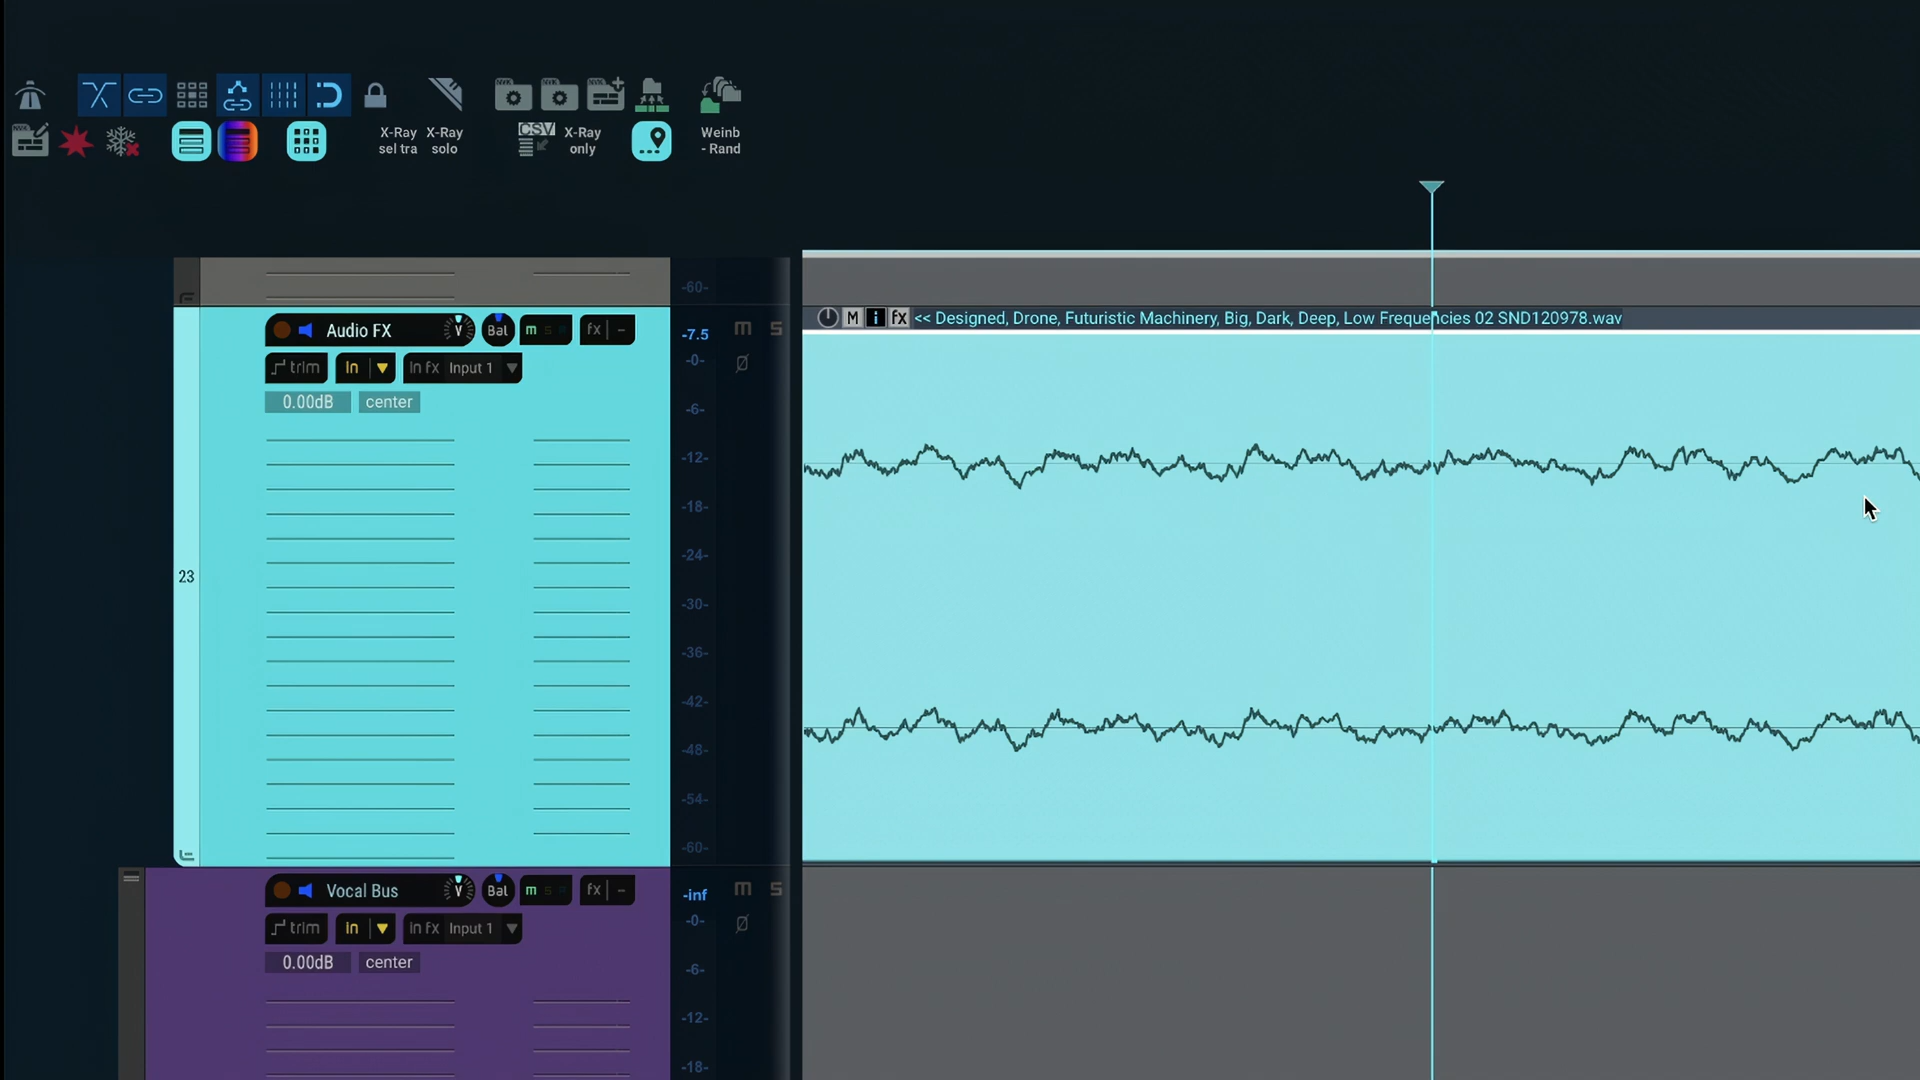 X-Ray sel tra
X-Ray solo
CSV
X-Ray only
Weinb - Rand
-60-
Audio FX
V
Bal
m s
fx
-
-7.5
m
S
M
i
fx
<< Designed, Drone, Futuristic Machinery, Big, Dark, Deep, Low Frequencies 02 SND120978.wav
trim
in
in fx
Input 1
-0-
Ø
0.00dB
center
-6-
-12-
-18-
-24-
23
-30-
-36-
-42-
-48-
-54-
-60-
Vocal Bus
V
Bal
m s
fx
-
-inf
m
S
trim
in
in fx
Input 1
-0-
Ø
0.00dB
center
-6-
-12-
-18-